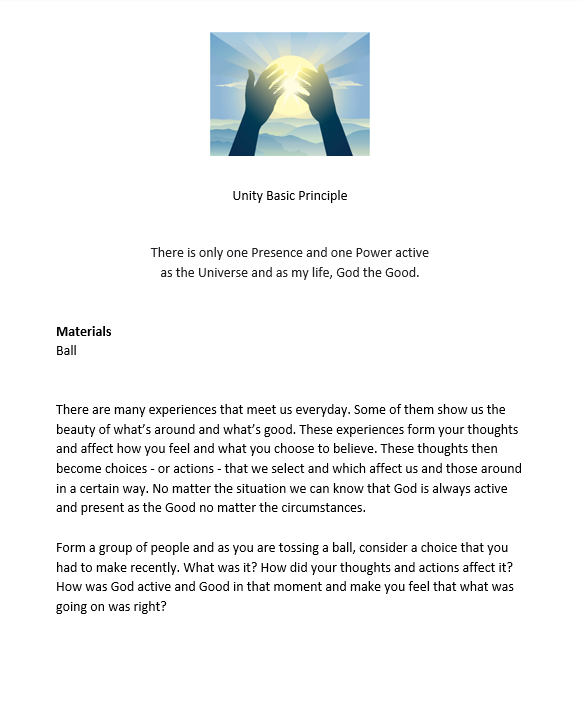 Unity Basic Principle
There is only one Presence and one Power active
as the Universe and as my life, God the Good.
Materials
Ball
There are many experiences that meet us everyday. Some of them show us the
beauty of what’s around and what’s good. These experiences form your thoughts
and affect how you feel and what you choose to believe. These thoughts then
become choices - or actions - that we select and which affect us and those around
in a certain way. No matter the situation we can know that God is always active
and present as the Good no matter the circumstances.
Form a group of people and as you are tossing a ball, consider a choice that you
had to make recently. What was it? How did your thoughts and actions affect it?
How was God active and Good in that moment and make you feel that what was
going on was right?